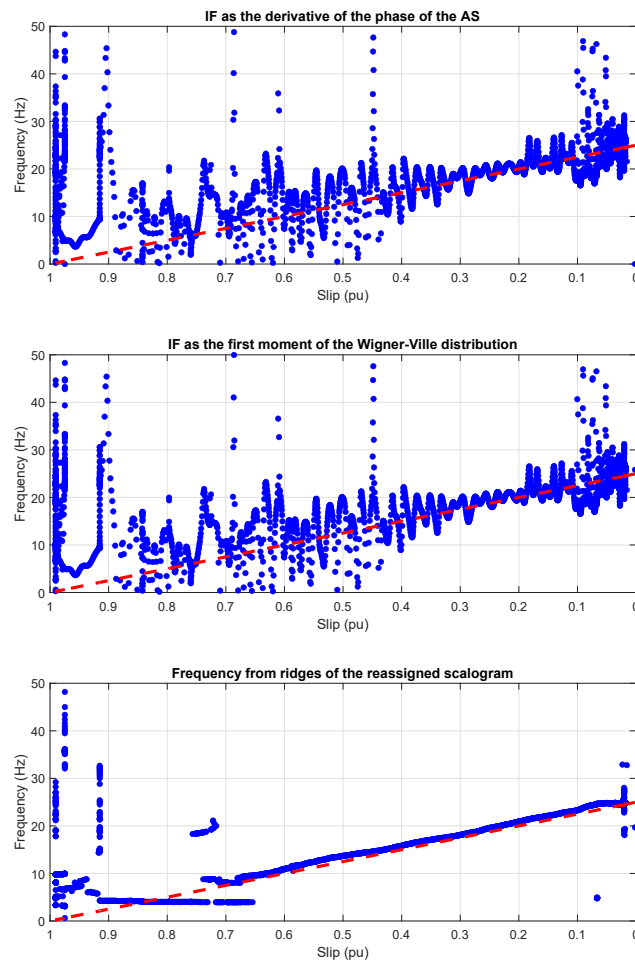 IF as the derivative of the phase of the AS
50
40
30
20
10
0
Frequency (Hz)
1 0.9 0.8 0.7 0.6 0.5 0.4 0.3 0.2 0.1 0
Slip (pu)
IF as the first moment of the Wigner-Ville distribution
50
40
30
20
10
0
Frequency (Hz)
1 0.9 0.8 0.7 0.6 0.5 0.4 0.3 0.2 0.1 0
Slip (pu)
Frequency from ridges of the reassigned scalogram
50
40
30
20
10
0
Frequency (Hz)
1 0.9 0.8 0.7 0.6 0.5 0.4 0.3 0.2 0.1 0
Slip (pu)